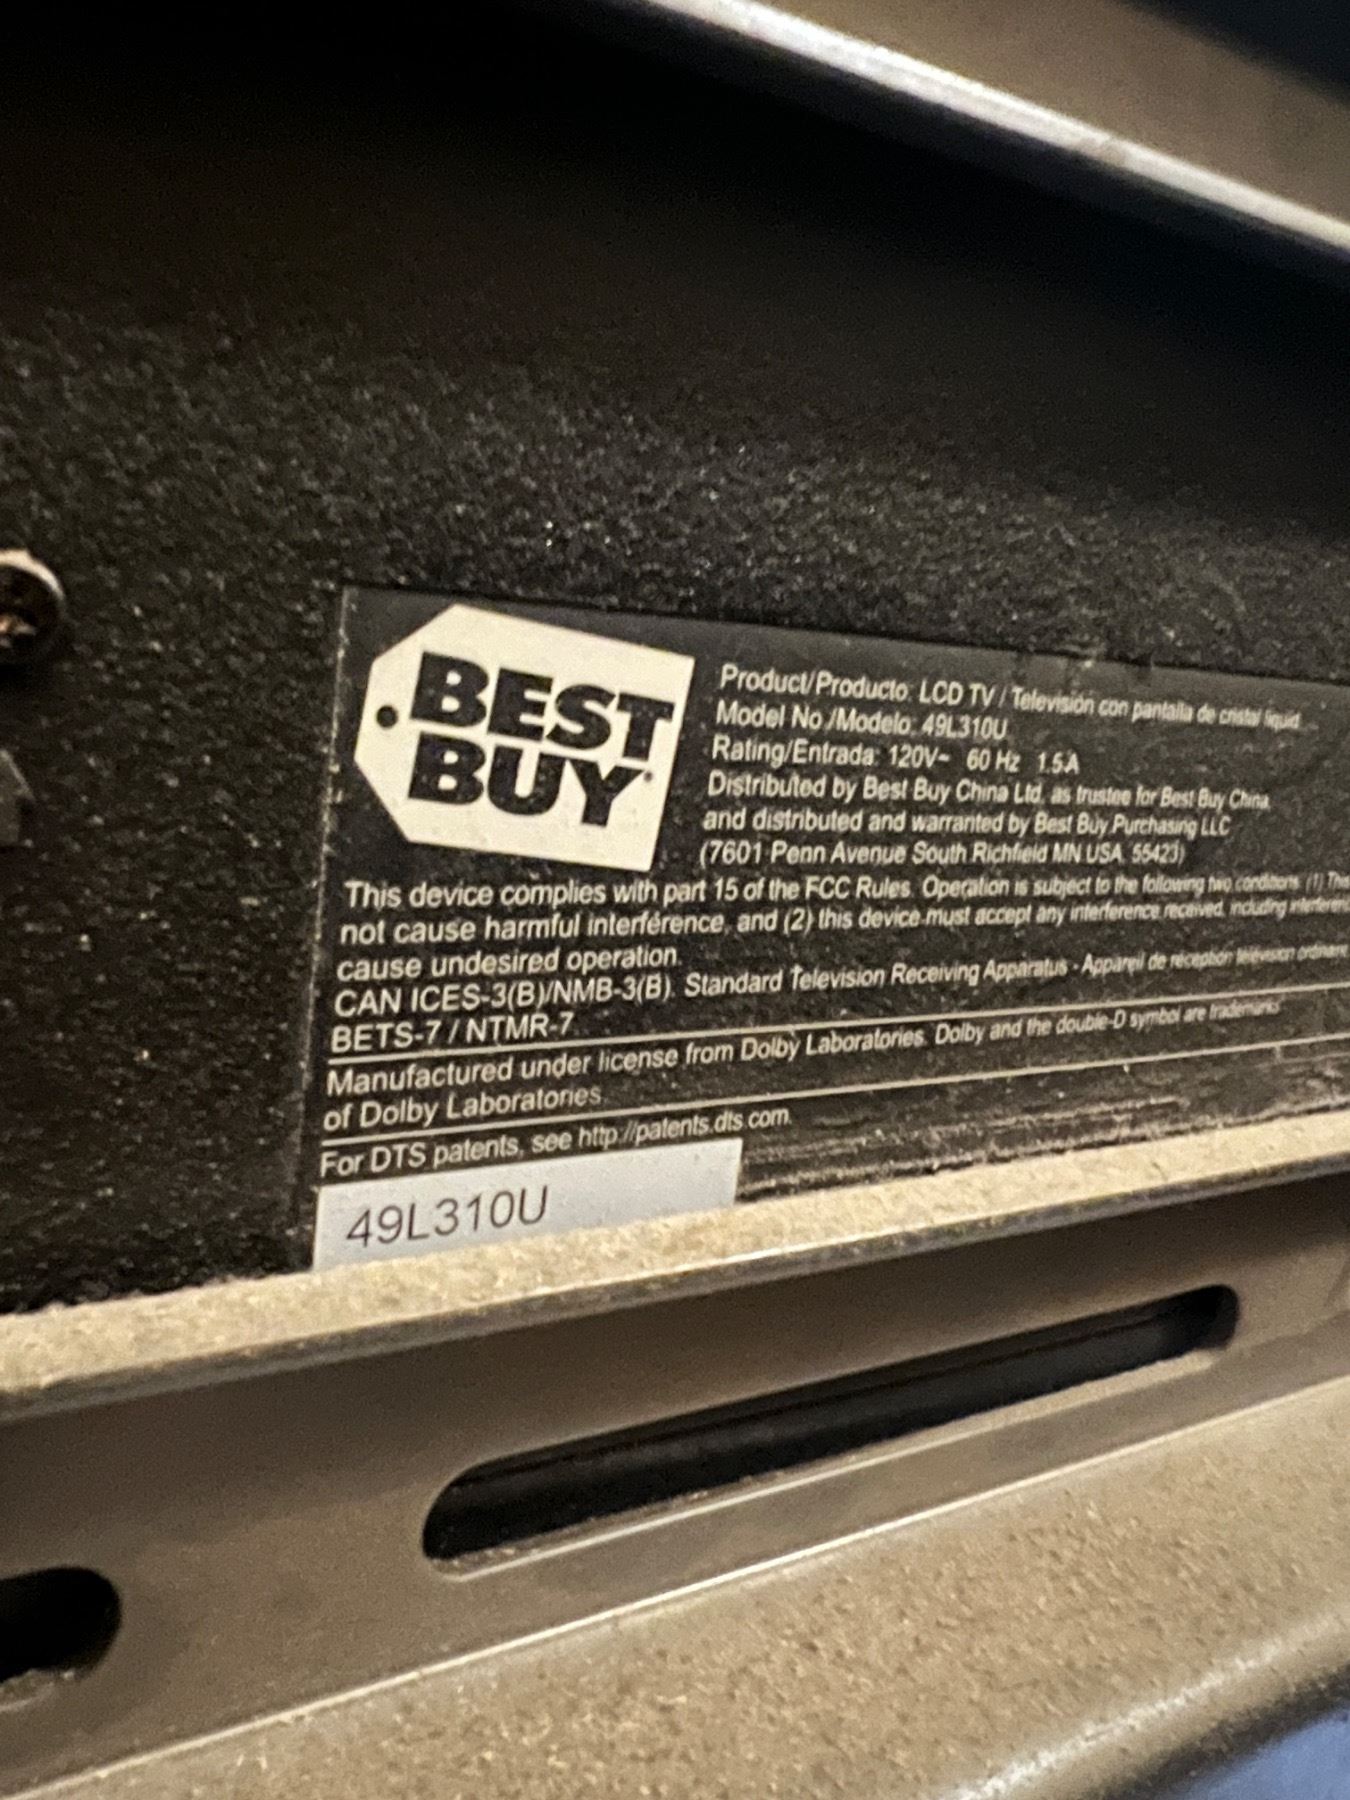 BEST
BUY
Product/Producto: LCD TV / Televisión con pantalla de cristal líquid
Model No./Modelo: 49L310U
Rating/Entrada: 120V~ 60 Hz 1.5A
Distributed by Best Buy China Ltd. as trustee for Best Buy China
and distributed and warranted by Best Buy Purchasing LLC
(7601 Penn Avenue South Richfield MN USA 55423)
This device complies with part 15 of the FCC Rules. Operation is subject to the following two conditions: (1) This
not cause harmful interference, and (2) this device must accept any interference received, including interferenc
cause undesired operation.
CAN ICES-3(B)/NMB-3(B). Standard Television Receiving Apparatus - Appareil de réception télévision ordinaire
BETS-7 / NTMR-7
Manufactured under license from Dolby Laboratories. Dolby and the double-D symbol are trademarks
of Dolby Laboratories.
For DTS patents, see http://patents.dts.com.
49L310U